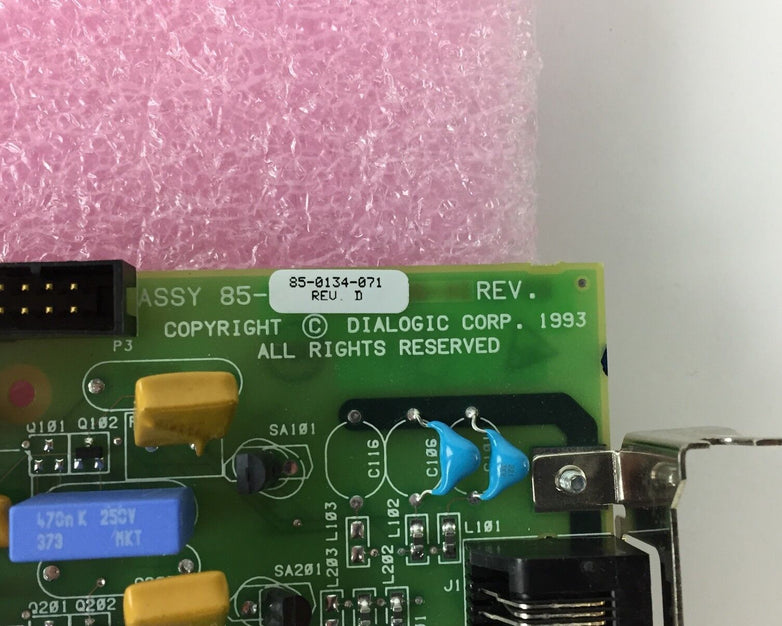 ASSY 85-
85-0134-071
REV. D
REV.
COPYRIGHT © DIALOGIC CORP. 1993
ALL RIGHTS RESERVED
P3
Q101
Q102
SA101
C116
C106
L103
L102
L101
470n K 250V
373 MKT
L203
L202
SA201
J1
Q201
Q202